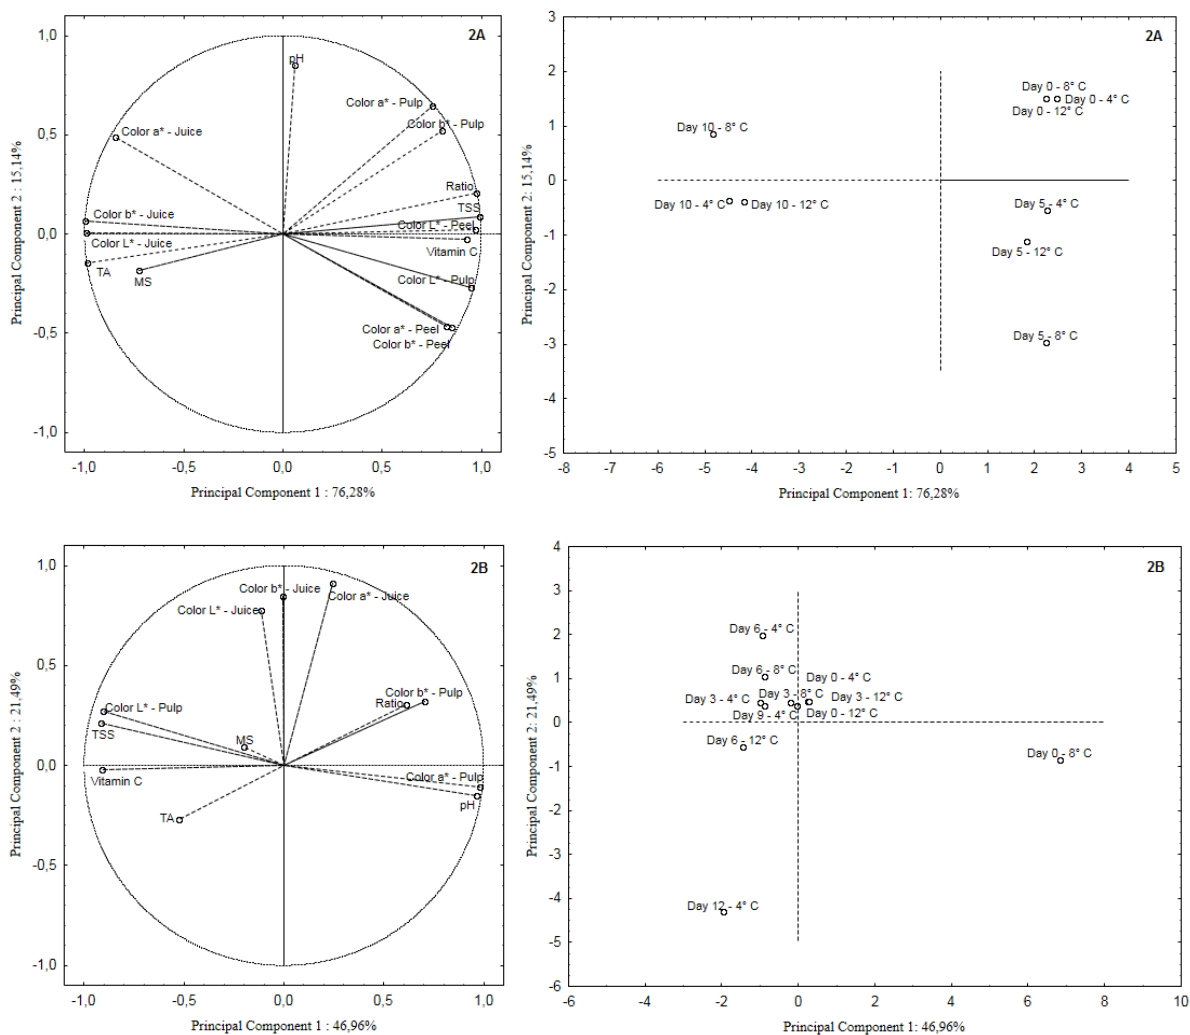 2A
1,0
pH
Color a* - Pulp
Color b* - Pulp
Color a* - Juice
0,5
Ratio
TSS
Color b* - Juice
Color L* - Peel
0,0
Color L* - Juice
Vitamin C
TA
MS
Color L* - Pulp
Color a* - Peel
Color b* - Peel
-0,5
-1,0
-1,0 -0,5 0,0 0,5 1,0
Principal Component 2 : 15,14%
Principal Component 1 : 76,28%
3
2A
2
Day 0 - 8° C
Day 0 - 4° C
Day 0 - 12° C
1
Day 10 - 8° C
0
Day 10 - 4° C
Day 10 - 12° C
Day 5 - 4° C
-1
Day 5 - 12° C
-2
Day 5 - 8° C
-3
-4
-5
-8 -7 -6 -5 -4 -3 -2 -1 0 1 2 3 4 5
Principal Component 2: 15,14%
Principal Component 1: 76,28%
2B
1,0
Color b* - Juice
Color a* - Juice
Color L* - Juice
0,5
Color b* - Pulp
Ratio
Color L* - Pulp
TSS
MS
0,0
Vitamin C
Color a* - Pulp
pH
TA
-0,5
-1,0
-1,0 -0,5 0,0 0,5 1,0
Principal Component 2 : 21,49%
Principal Component 1 : 46,96%
4
2B
3
2
Day 6 - 4° C
1
Day 6 - 8° C
Day 0 - 4° C
Day 3 - 4° C
Day 3 - 8° C
Day 3 - 12° C
Day 9 - 4° C
Day 0 - 12° C
0
Day 6 - 12° C
Day 0 - 8° C
-1
-2
-3
-4
Day 12 - 4° C
-5
-6
-6 -4 -2 0 2 4 6 8 10
Principal Component 2: 21,49%
Principal Component 1: 46,96%